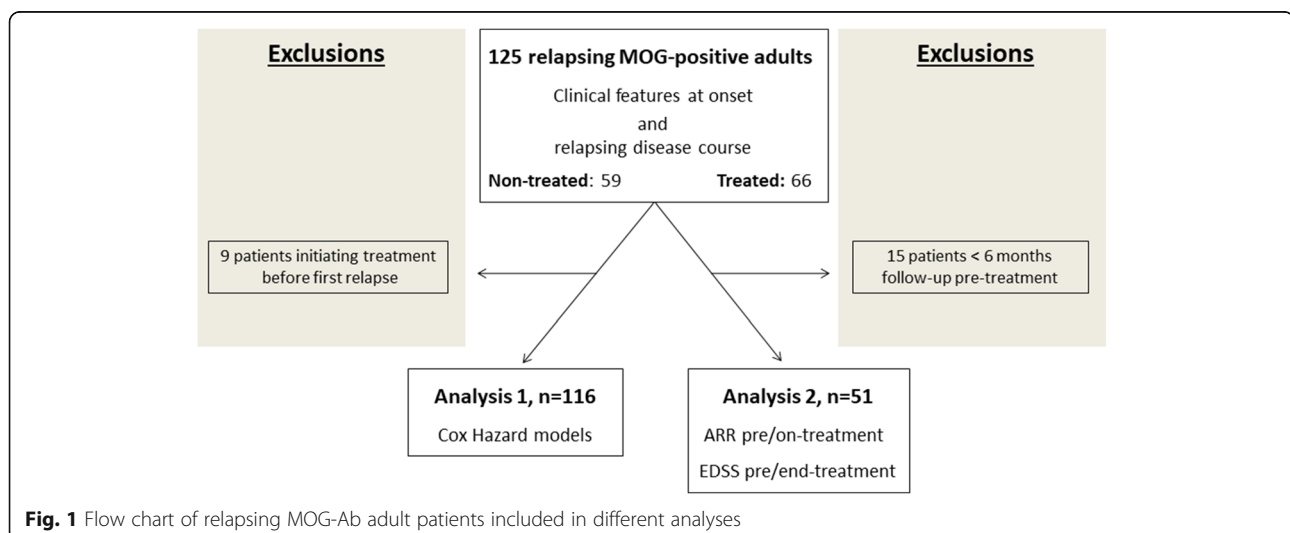 Exclusions
125 relapsing MOG-positive adults
Clinical features at onset
and
relapsing disease course
Non-treated: 59 Treated: 66
Exclusions
9 patients initiating treatment
before first relapse
15 patients < 6 months
follow-up pre-treatment
Analysis 1, n=116
Cox Hazard models
Analysis 2, n=51
ARR pre/on-treatment
EDSS pre/end-treatment
Fig. 1 Flow chart of relapsing MOG-Ab adult patients included in different analyses